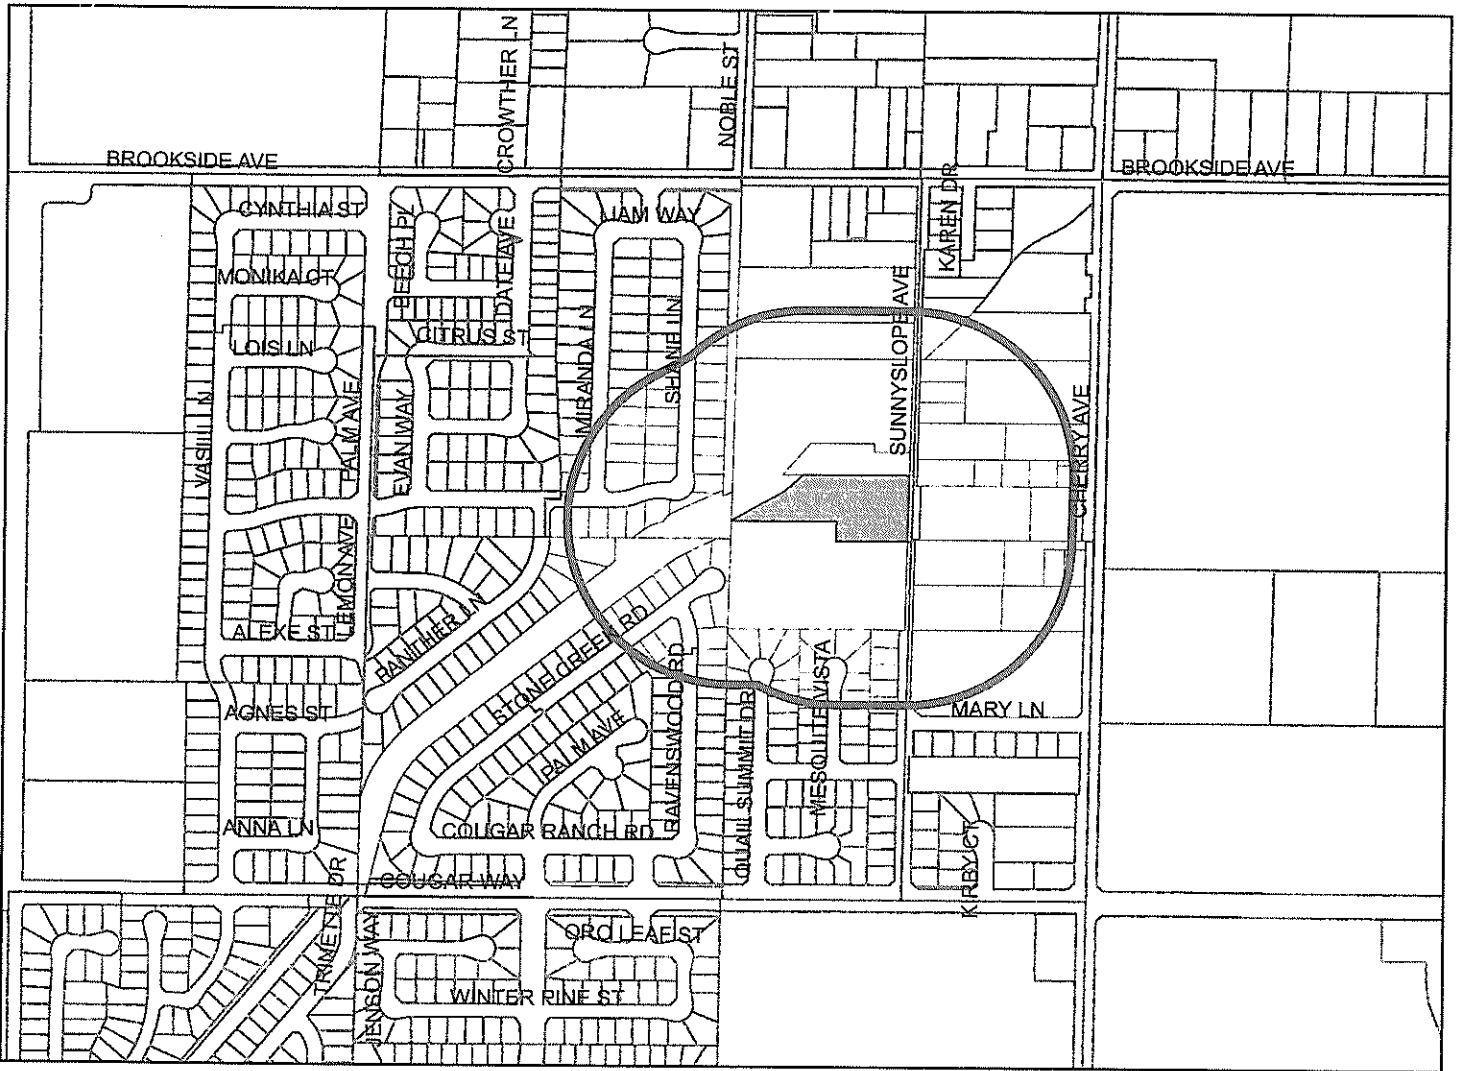 CROWTHER LN
NOBLE ST
BROOKSIDE AVE
BROOKSIDE AVE
CYNTHIA ST
BEECH PL
DATE AVE
LIAM WAY
KAREN DR
MONIKA CT
CITRUS ST
LOIS LN
MIRANDA LN
SHANE LN
SUNNYSLOPE AVE
VASILI LN
PALM AVE
EVAN WAY
CHERRY AVE
LEMON AVE
ALEXE ST
PANTHER LN
STONE CREEK RD
RAVENSWOOD RD
MESQUITE VISTA
AGNES ST
PALM AVE
QUAIL SUMMIT DR
MARY LN
ANNA LN
COUGAR RANCH RD
COUGAR WAY
KIRBY CT
TRIMETNE DR
JENSON WAY
ORO LEAF ST
WINTER PINE ST